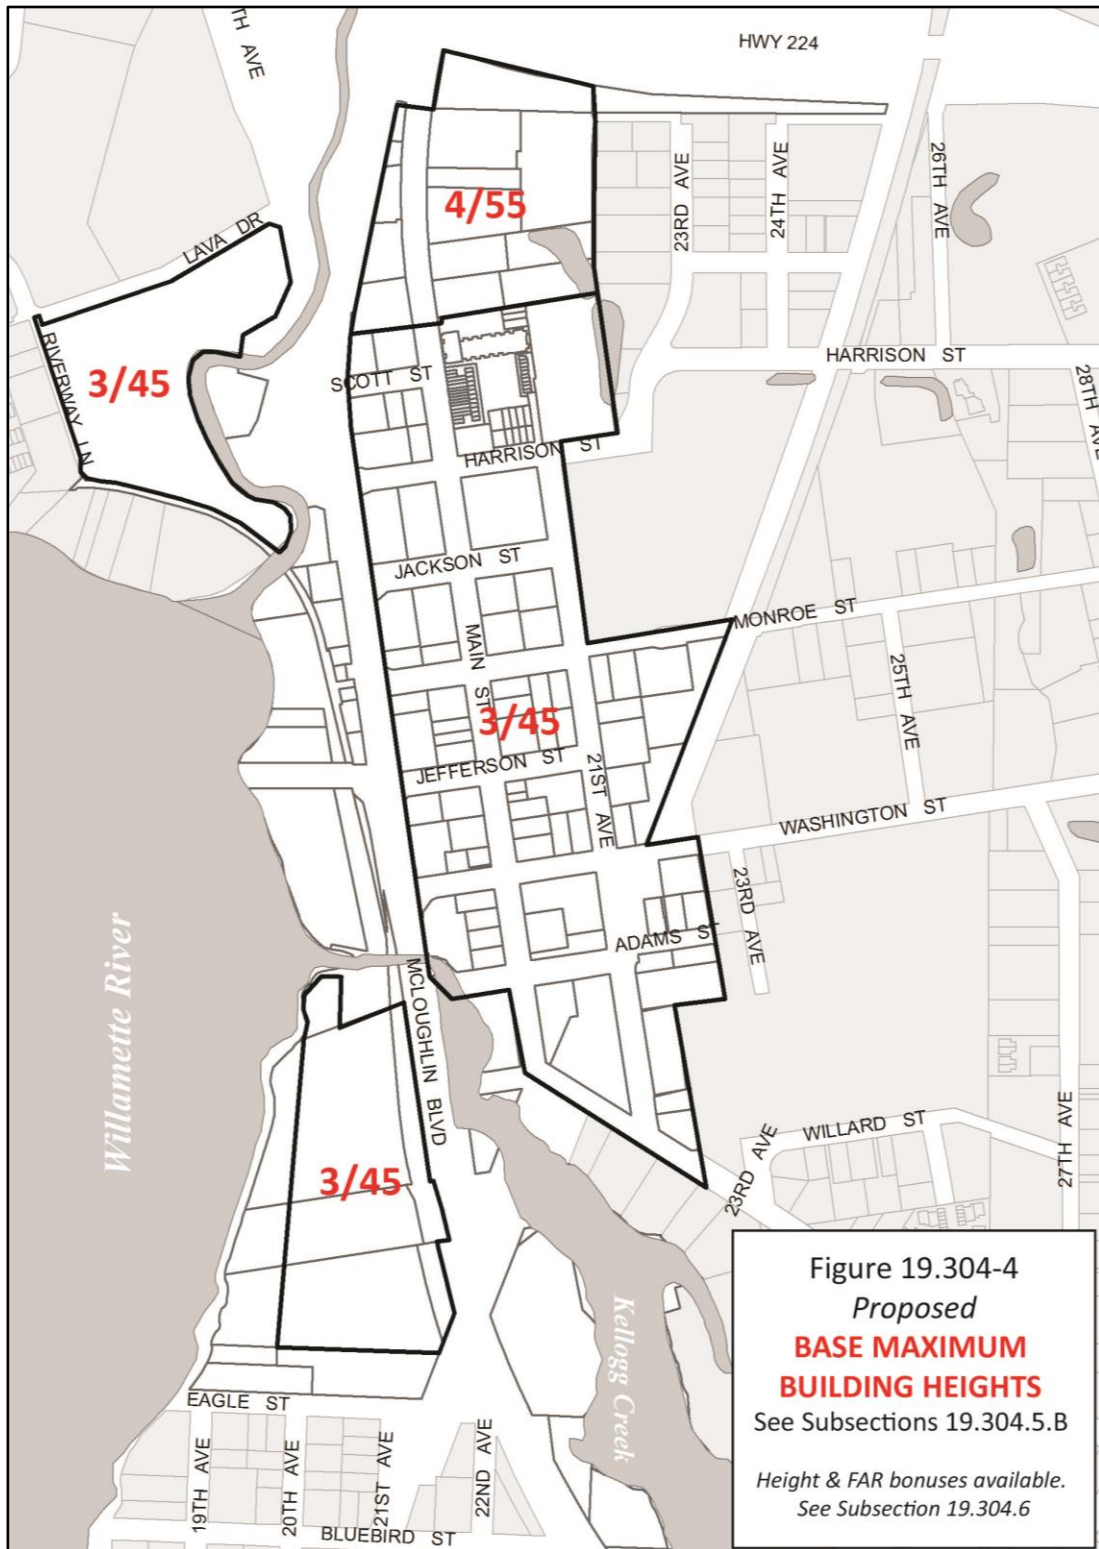 TH AVE
HWY 224
23RD AVE
24TH AVE
26TH AVE
4/55
LAVA DR
RIVERWAY LN
3/45
SCOTT ST
HARRISON ST
HARRISON ST
28TH AVE
JACKSON ST
MONROE ST
MAIN ST
25TH AVE
3/45
JEFFERSON ST
21ST AVE
WASHINGTON ST
23RD AVE
ADAMS ST
MCLOUGHLIN BLVD
Willamette River
3/45
WILLARD ST
23RD AVE
27TH AVE
Kellogg Creek
EAGLE ST
19TH AVE
20TH AVE
21ST AVE
22ND AVE
BLUEBIRD ST
Figure 19.304-4
Proposed
BASE MAXIMUM
BUILDING HEIGHTS
See Subsections 19.304.5.B
Height & FAR bonuses available.
See Subsection 19.304.6